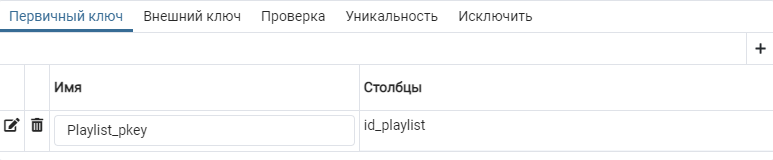 Первичный ключ Внешний ключ Проверка Уникальность Исключить
+
Имя Столбцы
Playlist_pkey id_playlist